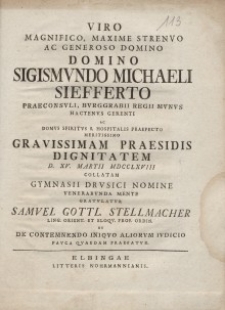 113
VIRO
MAGNIFICO, MAXIME STRENVO
AC GENEROSO DOMINO
DOMINO
SIGISMVNDO MICHAELI
SIEFFERTO
PRAECONSVLI, BVRGGRABII REGII MVNVS
HACTENVS GERENTI
AC
DOMVS SPIRITVS S. HOSPITALIS PRAEFECTO
MERITISSIMO
GRAVISSIMAM PRAESIDIS
DIGNITATEM
D. XV. MARTII MDCCLXVIII
COLLATAM
GYMNASII DRVSICI NOMINE
VENERABVNDA MENTE
GRATVLATVR
SAMVEL GOTTL STELLMACHER
LING. ORIENT. ET ELOQV. PROF. ORDIN.
ET
DE CONTEMNENDO INIQVO ALIORVM IVDICIO
PAVCA QVAEDAM PRAEFATVR
ELBINGAE
LITTERIS NOHRMANNIANIS.